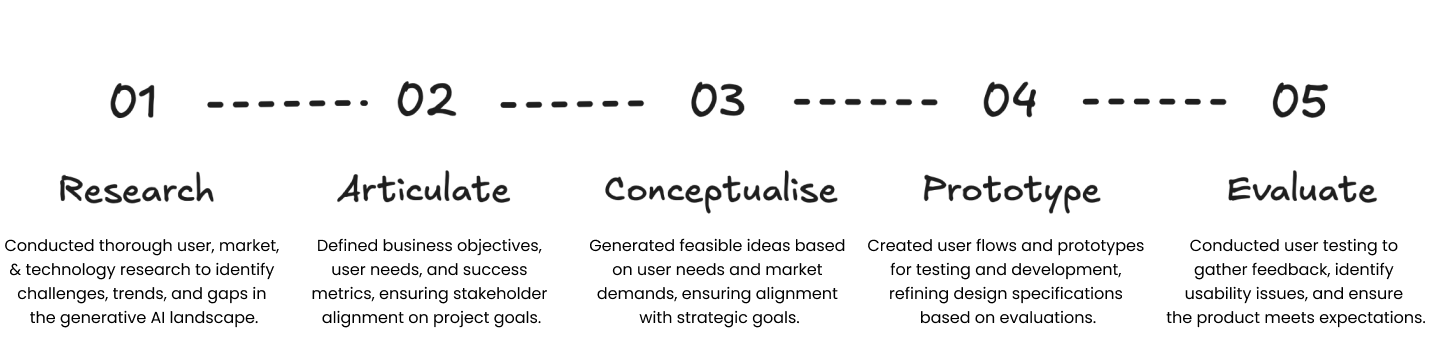 01
02
03
04
05
Research
Conducted thorough user, market,
& technology research to identify
challenges, trends, and gaps in
the generative AI landscape.
Articulate
Defined business objectives,
user needs, and success
metrics, ensuring stakeholder
alignment on project goals.
Conceptualise
Generated feasible ideas based
on user needs and market
demands, ensuring alignment
with strategic goals.
Prototype
Created user flows and prototypes
for testing and development,
refining design specifications
based on evaluations.
Evaluate
Conducted user testing to
gather feedback, identify
usability issues, and ensure
the product meets expectations.